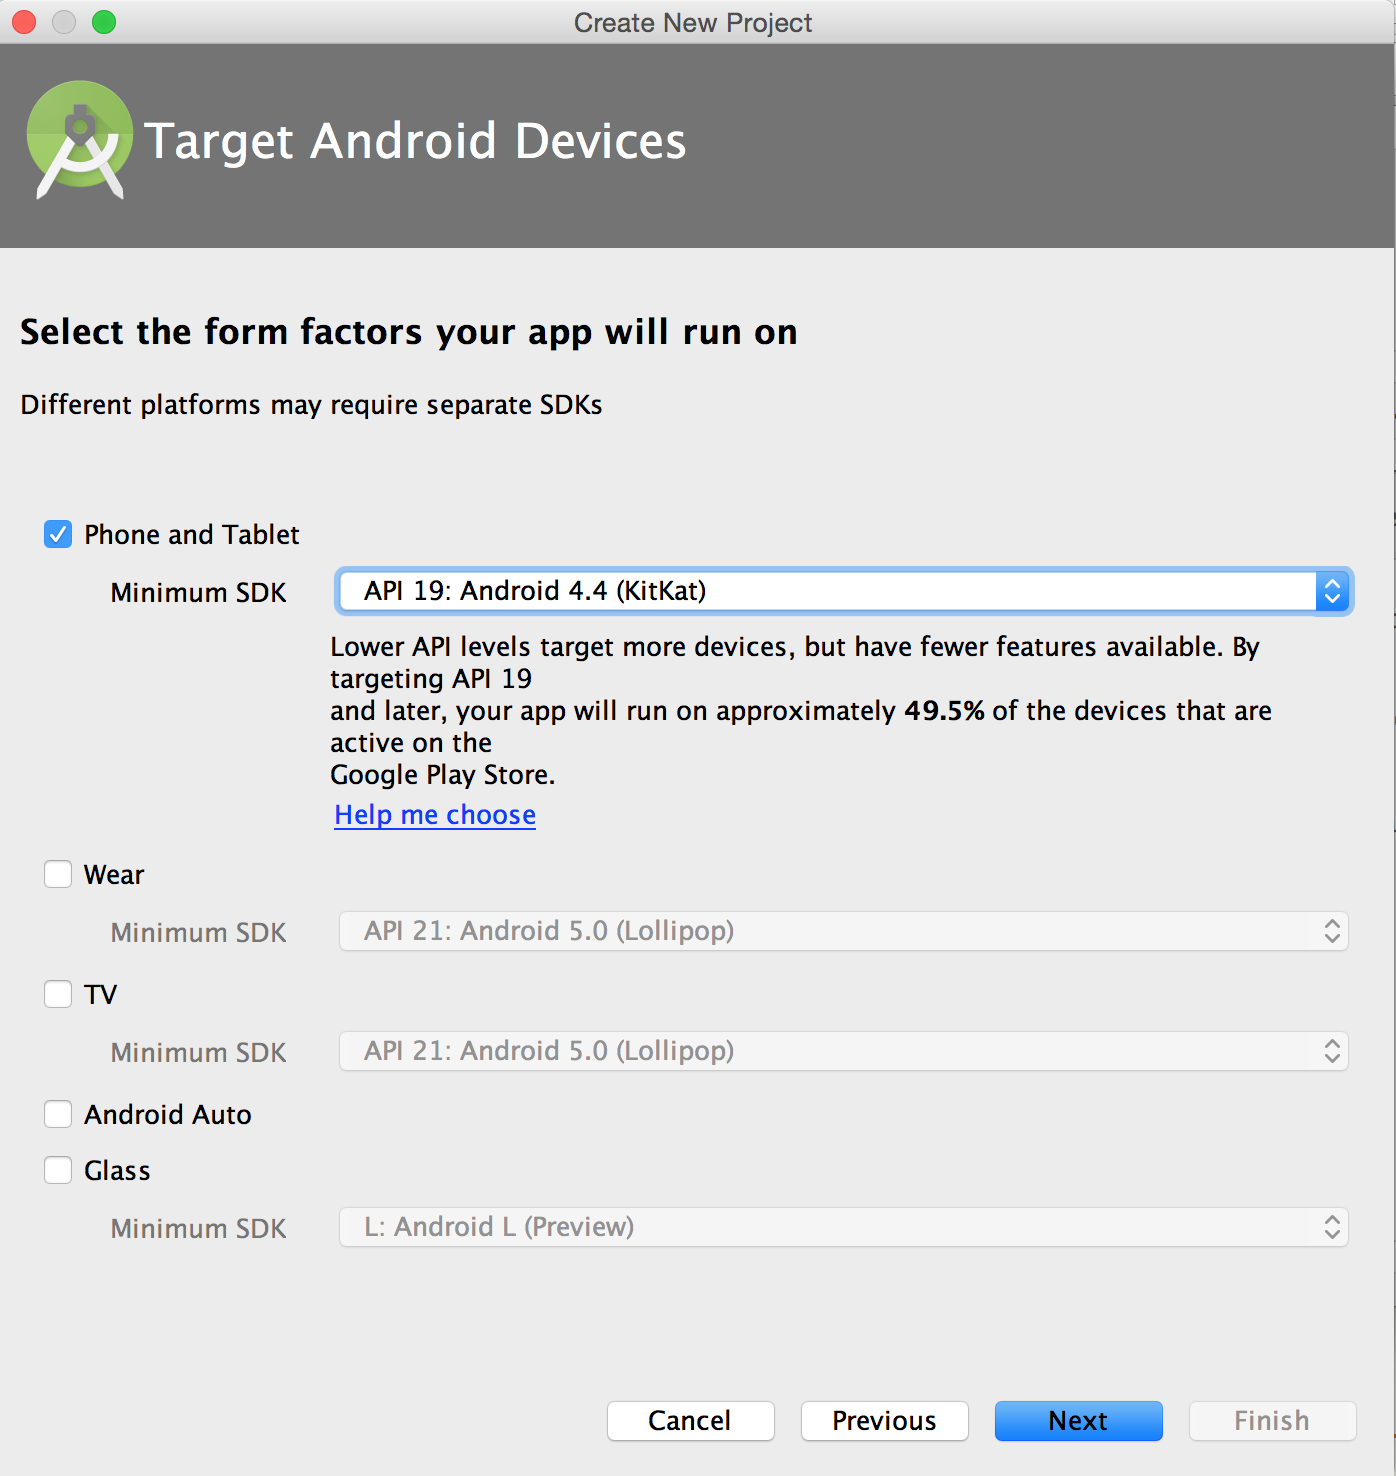 Create New Project
Target Android Devices
Select the form factors your app will run on
Different platforms may require separate SDKs
Phone and Tablet
Minimum SDK API 19: Android 4.4 (KitKat)
Lower API levels target more devices, but have fewer features available. By
targeting API 19
and later, your app will run on approximately 49.5% of the devices that are
active on the
Google Play Store.
Help me choose
Wear
Minimum SDK API 21: Android 5.0 (Lollipop)
TV
Minimum SDK API 21: Android 5.0 (Lollipop)
Android Auto
Glass
Minimum SDK L: Android L (Preview)
Cancel Previous Next Finish